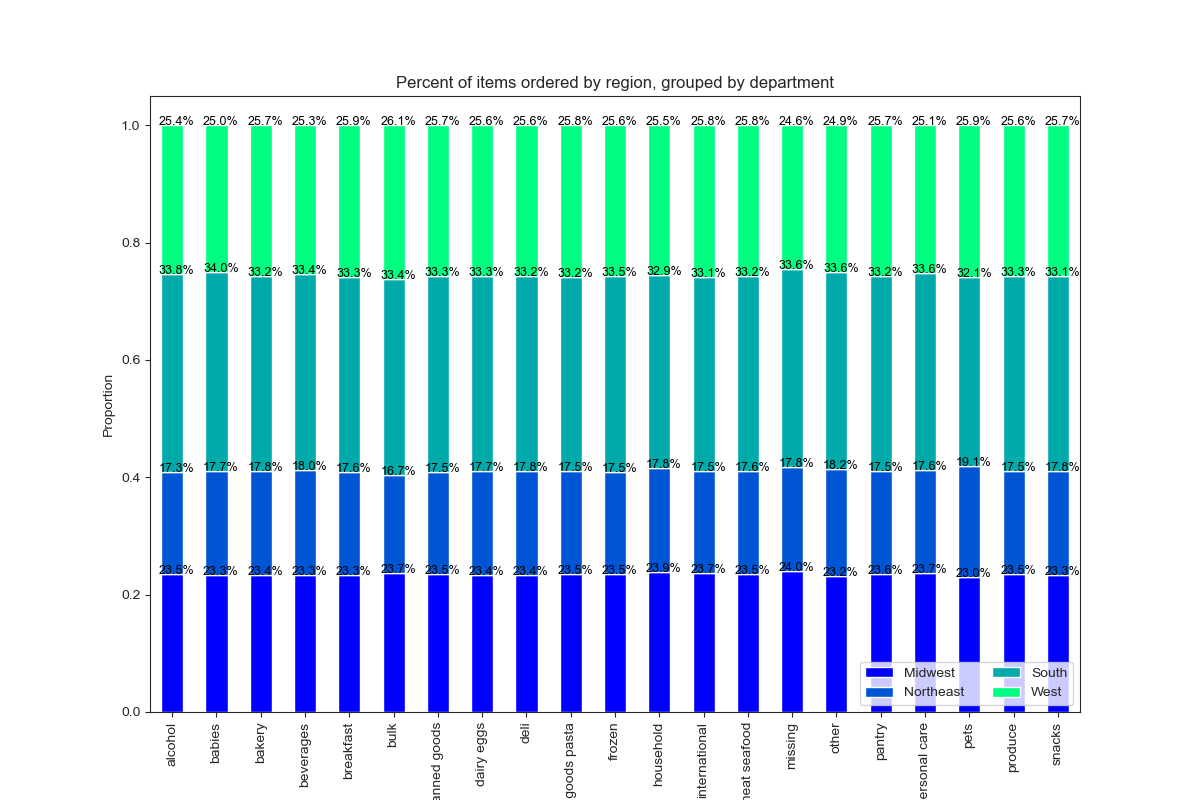 Percent of items ordered by region, grouped by department
25.4% 25.0% 25.7% 25.3% 25.9% 26.1% 25.7% 25.6% 25.6% 25.8% 25.6% 25.5% 25.8% 25.8% 24.6% 24.9% 25.7% 25.1% 25.9% 25.6% 25.7%
1.0
0.8
33.8% 34.0% 33.2% 33.4% 33.3% 33.4% 33.3% 33.3% 33.2% 33.2% 33.5% 32.9% 33.1% 33.2% 33.6% 33.6% 33.2% 33.6% 32.1% 33.3% 33.1%
0.6
Proportion
17.3% 17.7% 17.8% 18.0% 17.6% 16.7% 17.5% 17.7% 17.8% 17.5% 17.5% 17.8% 17.5% 17.6% 17.8% 18.2% 17.5% 17.6% 19.1% 17.5% 17.8%
0.4
23.5% 23.3% 23.4% 23.3% 23.3% 23.7% 23.5% 23.4% 23.4% 23.5% 23.5% 23.9% 23.7% 23.5% 24.0% 23.2% 23.6% 23.7% 23.0% 23.5% 23.3%
0.2
Midwest South
Northeast West
0.0
alcohol
babies
bakery
beverages
breakfast
bulk
anned goods
dairy eggs
deli
goods pasta
frozen
household
international
neat seafood
missing
other
pantry
ersonal care
pets
produce
snacks